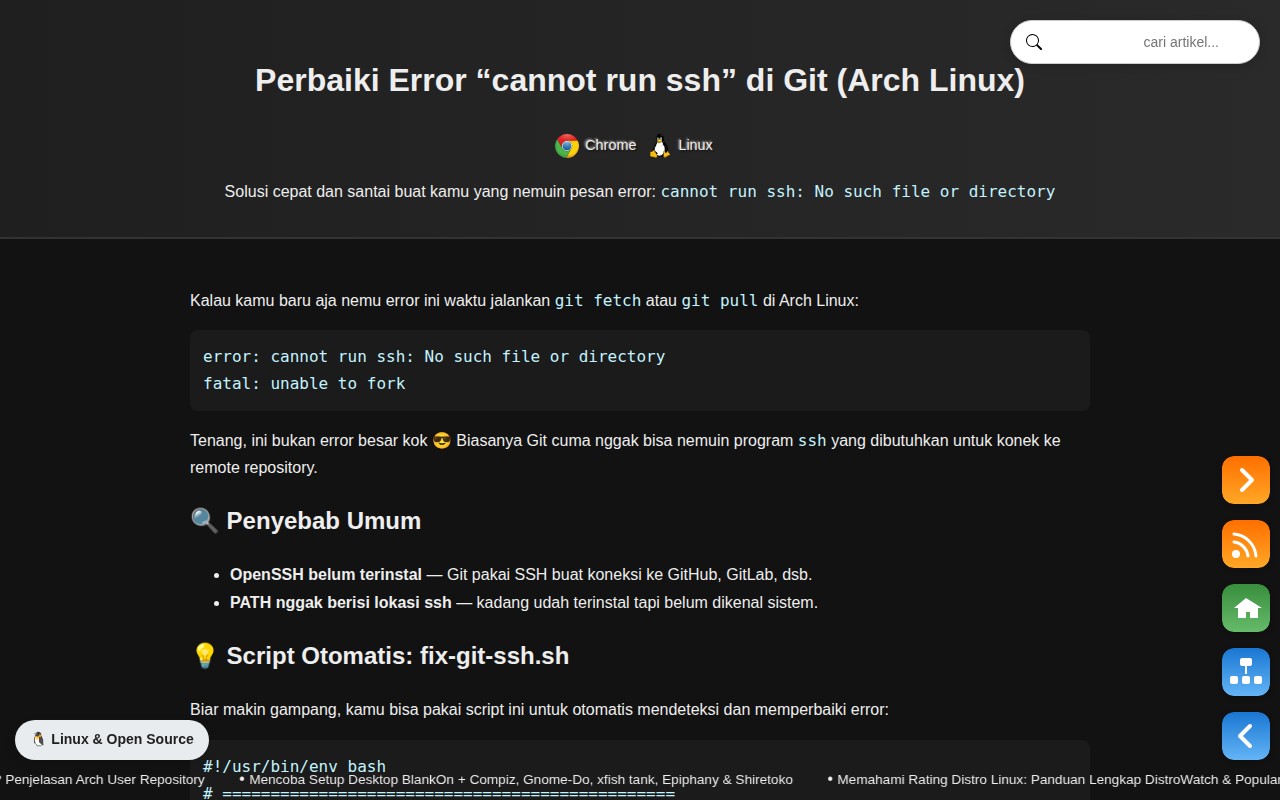 cari artikel...
Perbaiki Error “cannot run ssh” di Git (Arch Linux)
Chrome Linux
Solusi cepat dan santai buat kamu yang nemuin pesan error: cannot run ssh: No such file or directory
Kalau kamu baru aja nemu error ini waktu jalankan git fetch atau git pull di Arch Linux:
error: cannot run ssh: No such file or directory
fatal: unable to fork
Tenang, ini bukan error besar kok 😎 Biasanya Git cuma nggak bisa nemuin program ssh yang dibutuhkan untuk konek ke
remote repository.
🔍 Penyebab Umum
• OpenSSH belum terinstal — Git pakai SSH buat koneksi ke GitHub, GitLab, dsb.
• PATH nggak berisi lokasi ssh — kadang udah terinstal tapi belum dikenal sistem.
💡 Script Otomatis: fix-git-ssh.sh
Biar makin gampang, kamu bisa pakai script ini untuk otomatis mendeteksi dan memperbaiki error:
🐧 Linux & Open Source
#!/usr/bin/env bash
Penjelasan Arch User Repository • Mencoba Setup Desktop BlankOn + Compiz, Gnome-Do, xfish tank, Epiphany & Shiretoko • Memahami Rating Distro Linux: Panduan Lengkap DistroWatch & Popular
# ===============================================